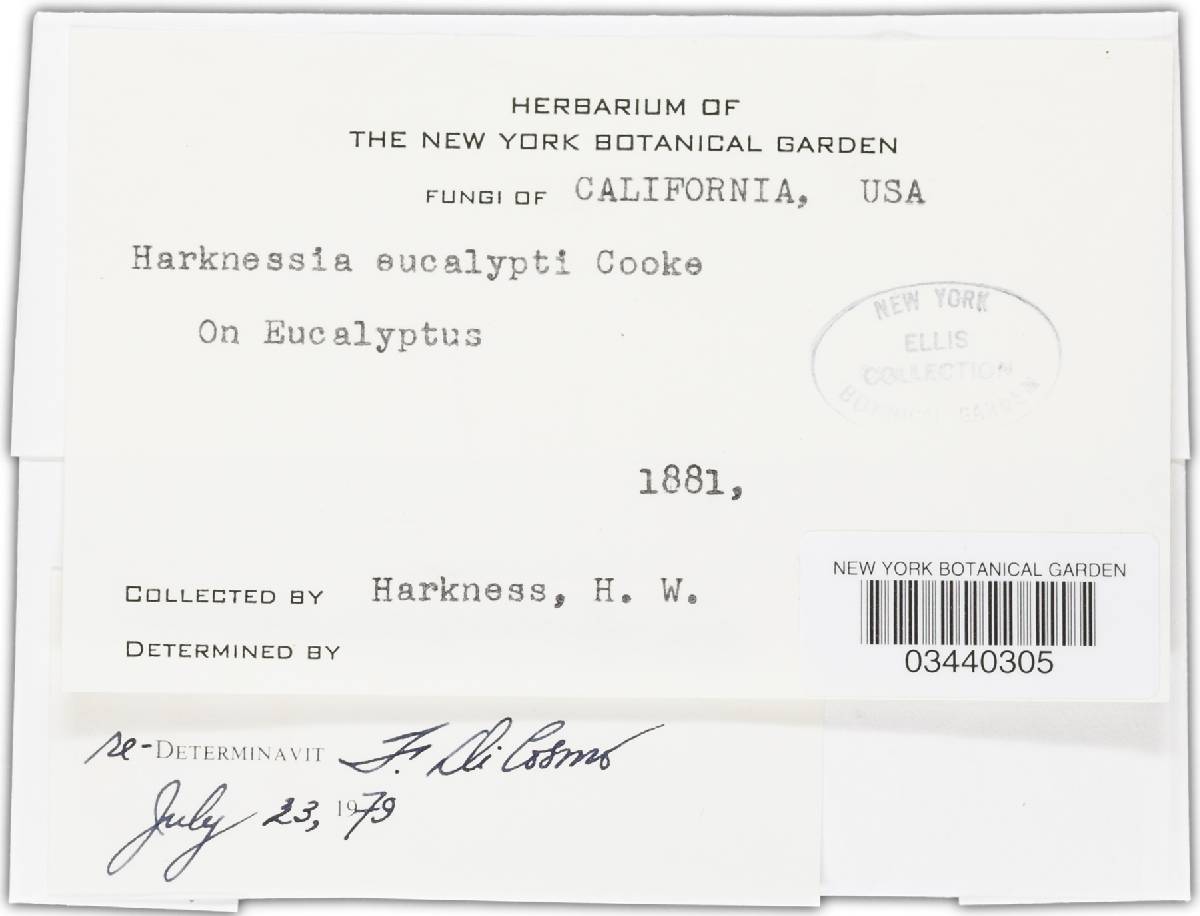 HERBARIUM OF
THE NEW YORK BOTANICAL GARDEN
FUNGI OF CALIFORNIA, USA
Harknessia eucalypti Cooke
On Eucalyptus
NEW YORK
ELLIS
COLLECTION
BOTANICAL GARDEN
1881,
COLLECTED BY Harkness, H. W.
DETERMINED BY
NEW YORK BOTANICAL GARDEN
03440305
re-DETERMINAVIT F. Di Cosmo
July 23, 1979